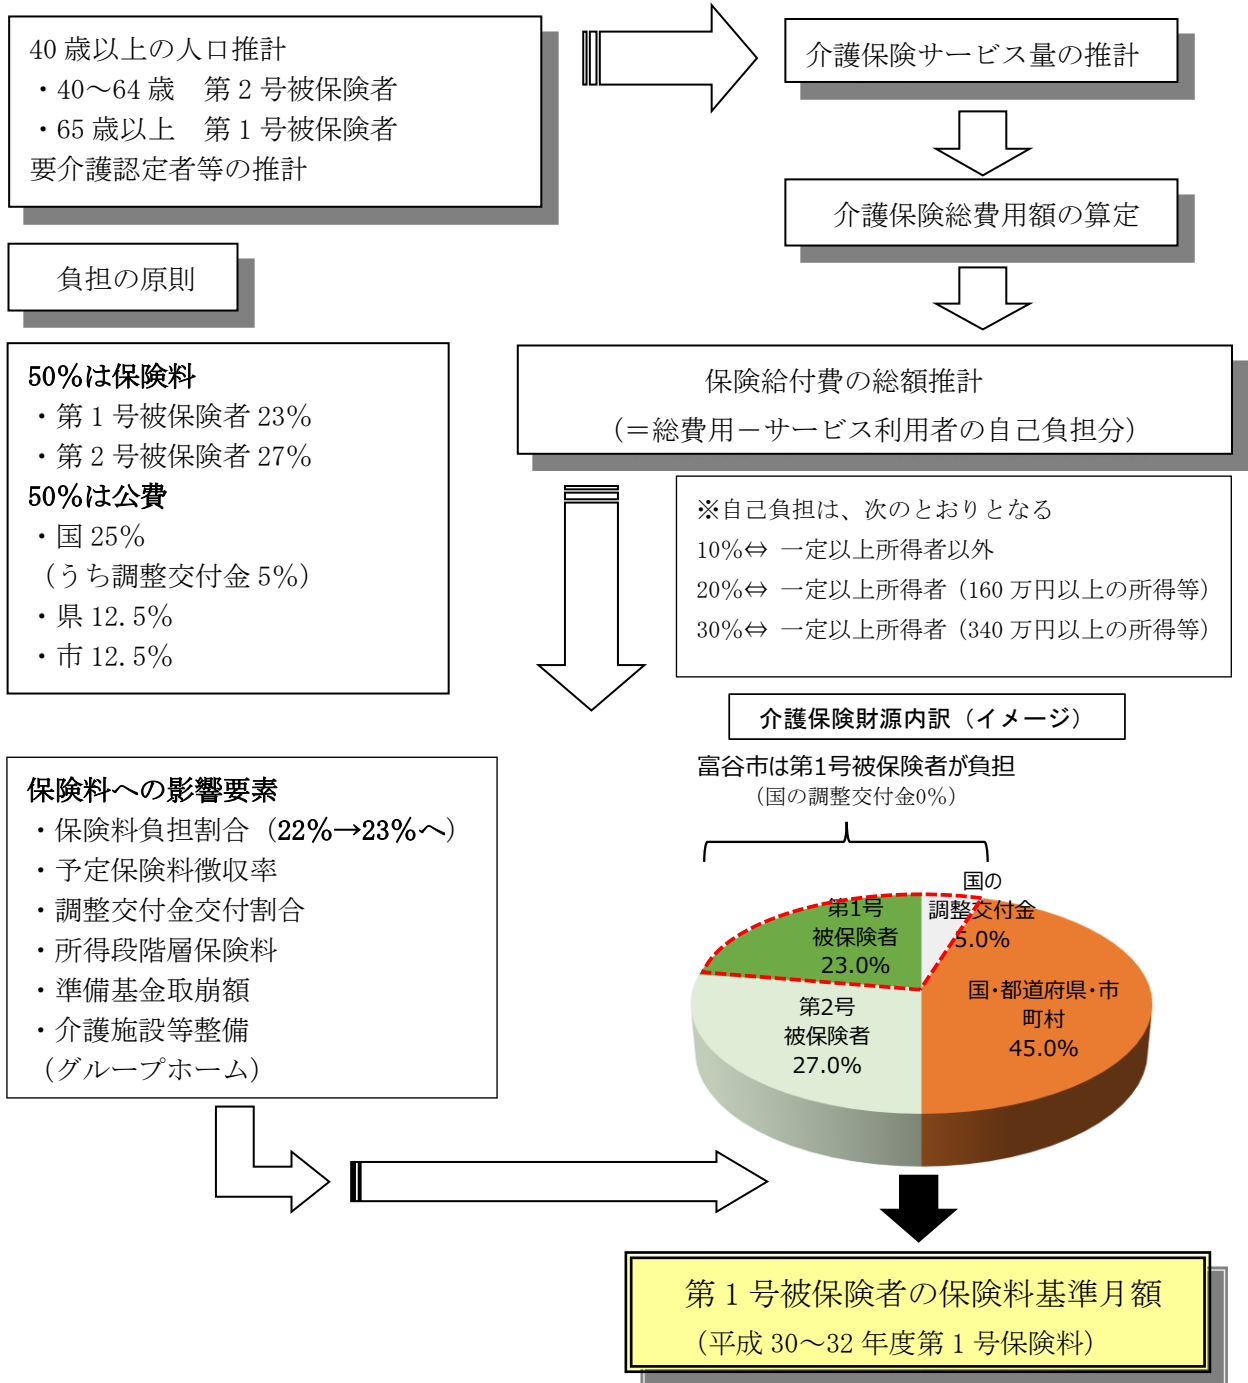 40歳以上の人口推計
・40～64歳　第2号被保険者
・65歳以上　第1号被保険者
要介護認定者等の推計
介護保険サービス量の推計
介護保険総費用額の算定
負担の原則
50％は保険料
・第1号被保険者23％
・第2号被保険者27％
50％は公費
・国25％
（うち調整交付金5％）
・県12.5％
・市12.5％
保険給付費の総額推計
（＝総費用－サービス利用者の自己負担分）
※自己負担は、次のとおりとなる
10％⇔ 一定以上所得者以外
20％⇔ 一定以上所得者（160万円以上の所得等）
30％⇔ 一定以上所得者（340万円以上の所得等）
介護保険財源内訳（イメージ）
富谷市は第1号被保険者が負担
（国の調整交付金0％）
保険料への影響要素
・保険料負担割合（22％→23％へ）
・予定保険料徴収率
・調整交付金交付割合
・所得段階層保険料
・準備基金取崩額
・介護施設等整備
（グループホーム）
国の
調整交付金
5.0%
第1号
被保険者
23.0%
国・都道府県・市
町村
45.0%
第2号
被保険者
27.0%
第1号被保険者の保険料基準月額
（平成30～32年度第1号保険料）